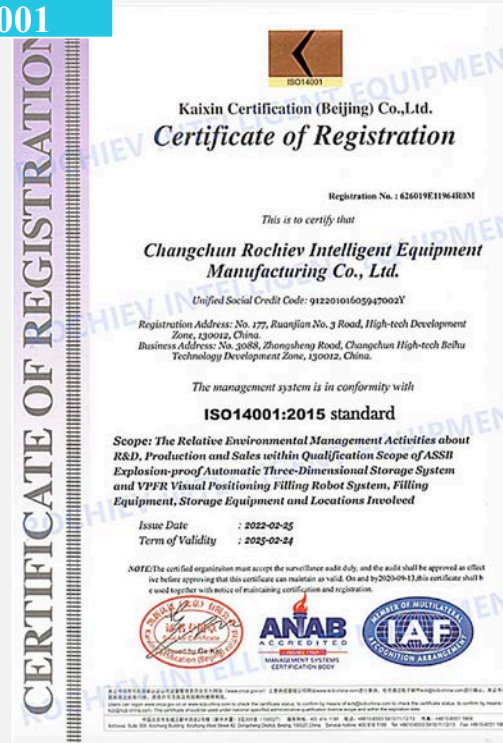 001
CERTIFICATE OF REGISTRATION
ISO14001
Kaixin Certification (Beijing) Co.,Ltd.
Certificate of Registration
Registration No. : 626019E11964R0M
This is to certify that
Changchun Rochiev Intelligent Equipment
Manufacturing Co., Ltd.
Unified Social Credit Code: 91220101605947002Y
Registration Address: No. 177, Ruanjian No. 3 Road, High-tech Development
Zone, 130012, China.
Business Address: No. 3088, Zhongsheng Road, Changchun High-tech Beihu
Technology Development Zone, 130012, China.
The management system is in conformity with
ISO14001:2015 standard
Scope: The Relative Environmental Management Activities about
R&D, Production and Sales within Qualification Scope of ASSB
Explosion-proof Automatic Three-Dimensional Storage System
and VPFR Visual Positioning Filling Robot System, Filling
Equipment, Storage Equipment and Locations Involved
Issue Date : 2022-02-25
Term of Validity : 2025-02-24
NOTE:The certified organizaiton must accept the surveillance audit duly, and the audit shall be approved as effect
ive before approving that this certificate can maintain as valid. On and by2020-09-13,this certificate shall b
e used together with notice of maintaining certification and registration.
ANAB
ACCREDITED
MANAGEMENT SYSTEMS
CERTIFICATION BODY
MEMBER OF MULTILATERAL
IAF
RECOGNITION ARRANGEMENT
ROCHIEV INTELLIGENT EQUIPMEN